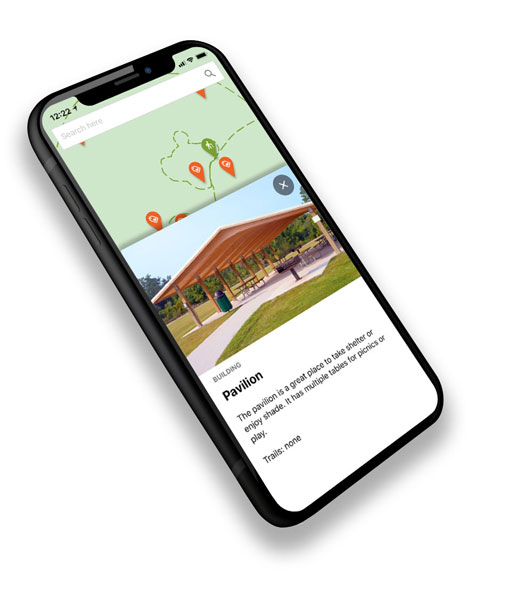 12:22
Search here
BUILDING
Pavilion
The pavilion is a great place to take shelter or
enjoy shade. It has multiple tables for picnics or
play.
Trails: none